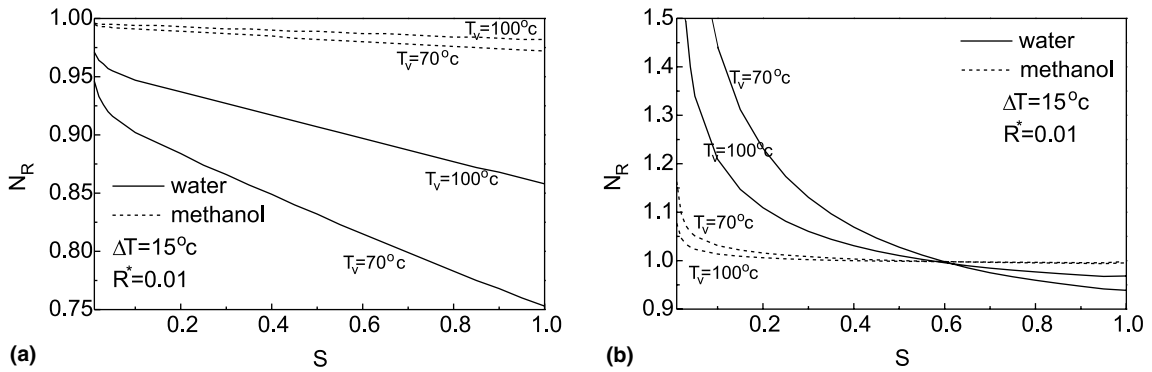 1.00
0.95
0.90
0.85
0.80
0.75
N_R
0.2
0.4
0.6
0.8
1.0
S
T_v=100°c
T_v=70°c
T_v=100°c
T_v=70°c
water
methanol
ΔT=15°c
R*=0.01
(a)
1.5
1.4
1.3
1.2
1.1
1.0
0.9
N_R
0.2
0.4
0.6
0.8
1.0
S
T_v=70°c
T_v=100°c
T_v=70°c
T_v=100°c
water
methanol
ΔT=15°c
R*=0.01
(b)